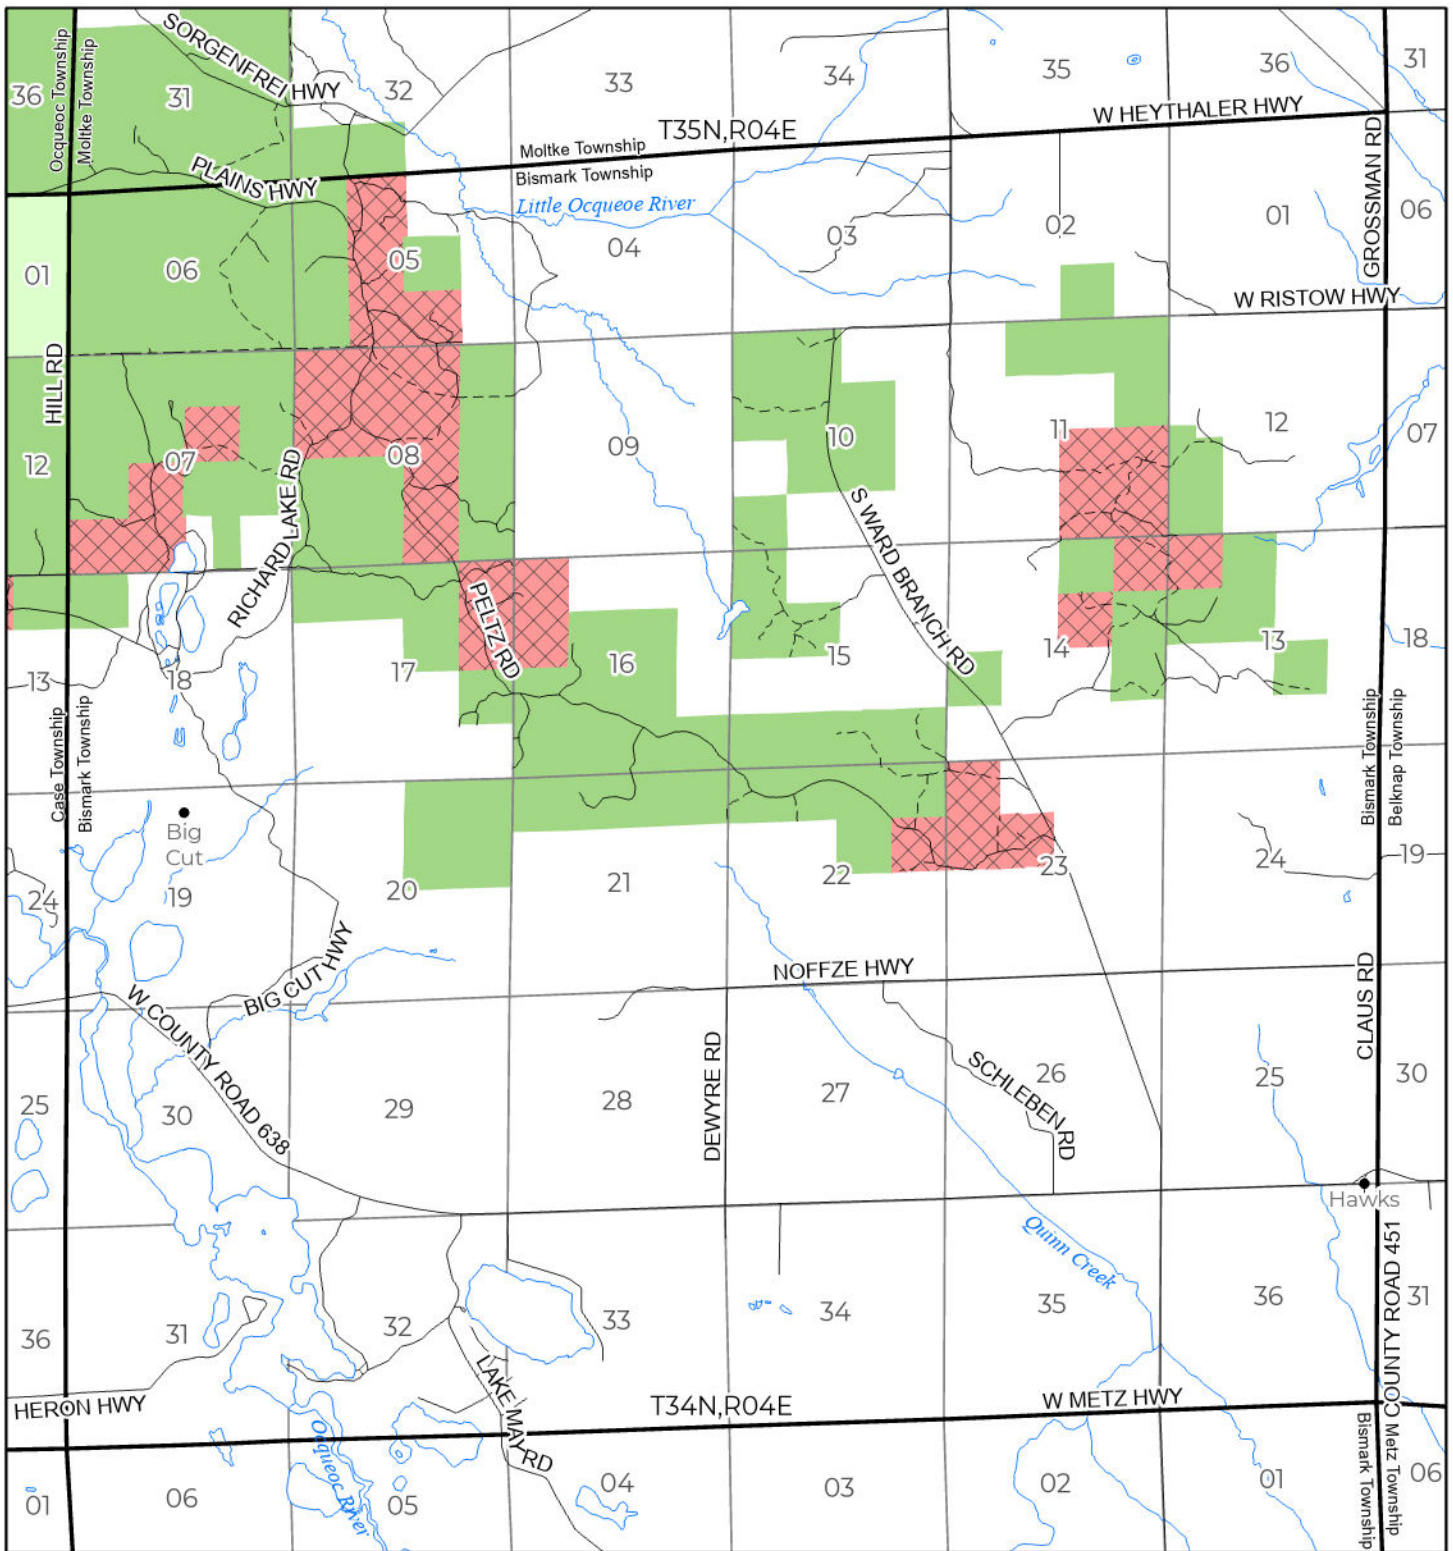 SORGENFREI HWY
36
31
32
33
34
35
36
31
Ocqueoc Township
Moltke Township
W HEYTHALER HWY
T35N,R04E
Moltke Township
Bismark Township
PLAINS HWY
Little Ocqueoe River
GROSSMAN RD
01
06
05
04
03
02
01
06
W RISTOW HWY
HILL RD
12
07
08
09
10
11
12
07
RICHARD LAKE RD
S WARD BRANCH RD
PELTZ RD
13
18
17
16
15
14
13
18
Case Township
Bismark Township
Bismark Township
Belknap Township
Big
Cut
24
19
20
21
22
23
24
19
BIG CUT HWY
NOFFZE HWY
CLAUS RD
W COUNTY ROAD 638
DEWYRE RD
SCHLEBEN RD
25
30
29
28
27
26
25
30
Hawks
Quinn Creek
COUNTY ROAD 451
36
31
32
33
34
35
36
31
LAKE MAY RD
HERON HWY
T34N,R04E
W METZ HWY
Ocqueoc River
Bismark Township
Metz Township
01
06
05
04
03
02
01
06